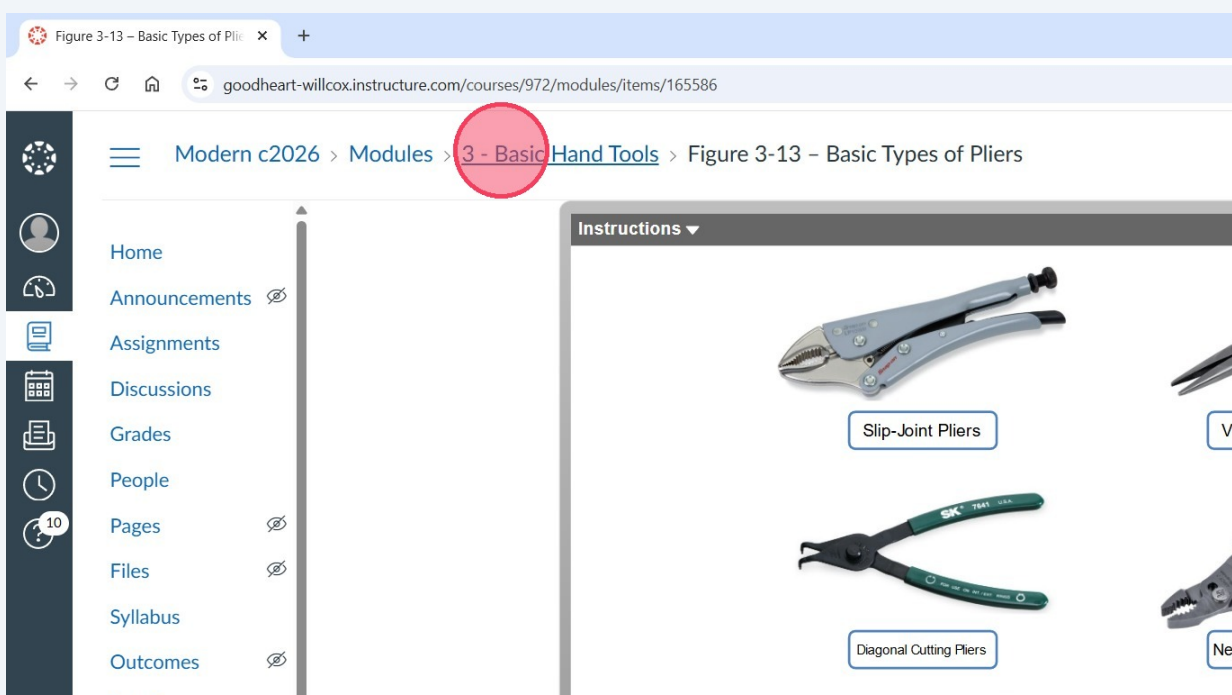 Figure 3-13 – Basic Types of Plie
goodheart-willcox.instructure.com/courses/972/modules/items/165586
Modern c2026 › Modules › 3 - Basic Hand Tools › Figure 3-13 – Basic Types of Pliers
Instructions
Home
Announcements
Assignments
Discussions
Grades
People
10
Pages
Files
Syllabus
Outcomes
Slip-Joint Pliers
V
SK 7641 U.S.A.
Diagonal Cutting Pliers
Ne